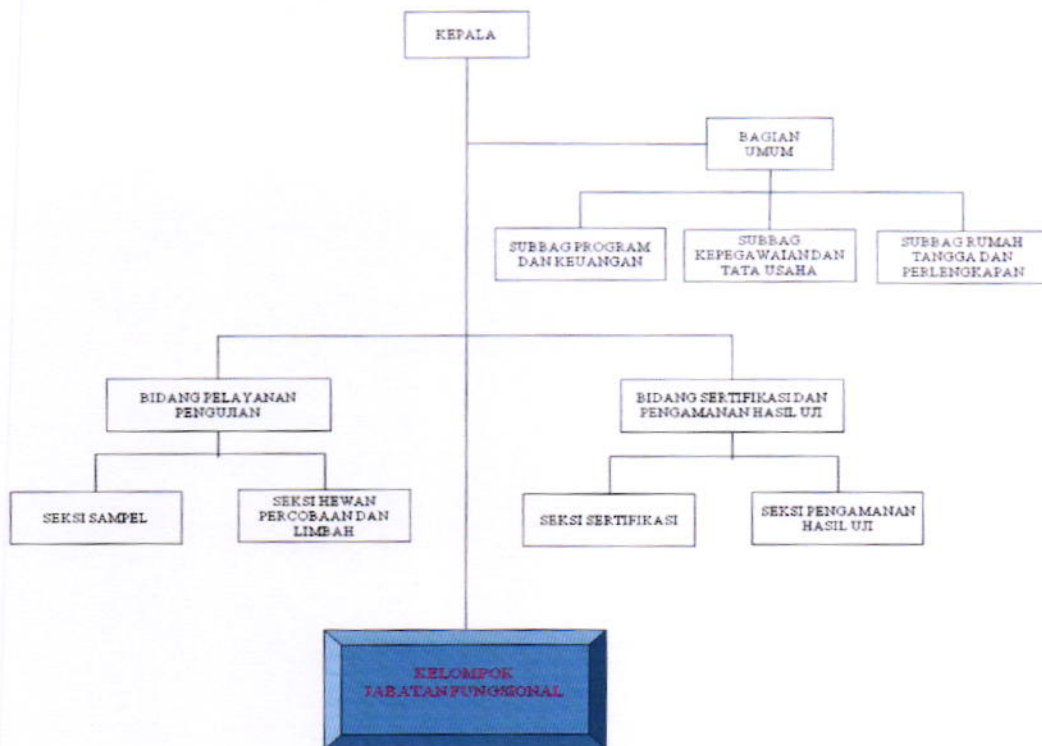 KEPALA
BAGIAN
UMUM
SUBBAG PROGRAM
DAN KEUANGAN
SUBBAG
KEPEGAWAIAN DAN
TATA USAHA
SUBBAG RUMAH
TANGGA DAN
PERLENGKAPAN
BIDANG PELAYANAN
PENGUJIAN
BIDANG SERTIFIKASI DAN
PENGAMANAN HASIL UJI
SEKSI SAMPEL
SEKSI HEWAN
PERCOBAAN DAN
LIMBAH
SEKSI SERTIFIKASI
SEKSI PENGAMANAN
HASIL UJI
KELOMPOK
JABATAN FUNGSIONAL